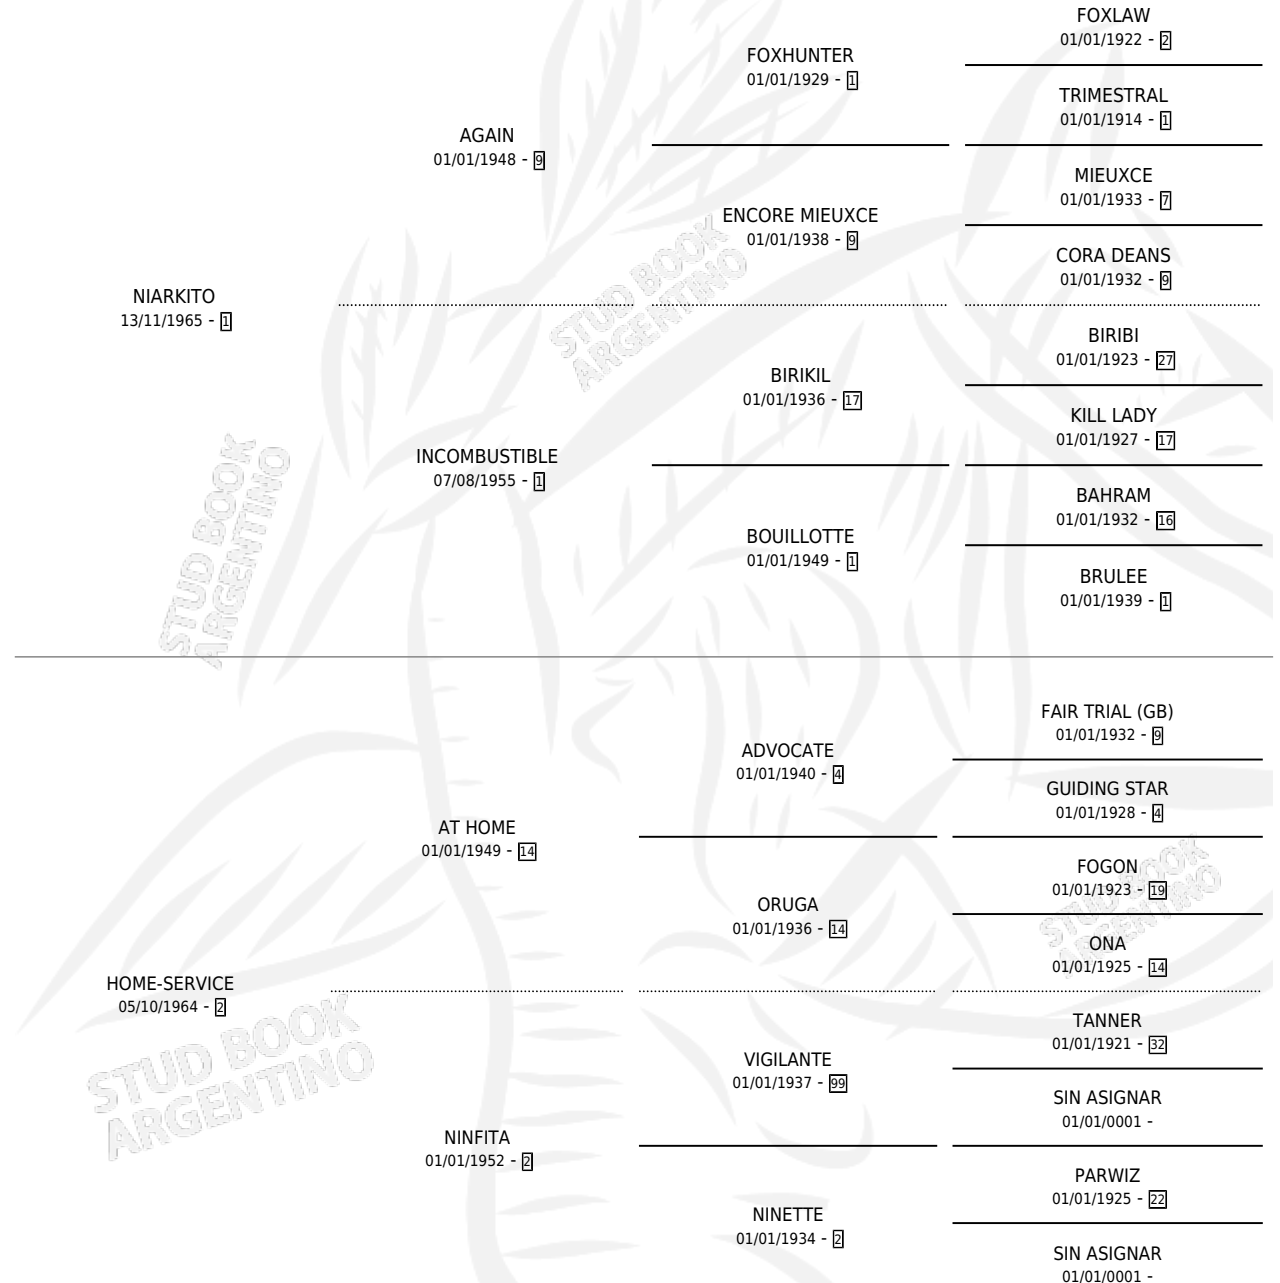 FOXLAW
01/01/1922 - 2
FOXHUNTER
01/01/1929 - 1
TRIMESTRAL
01/01/1914 - 1
AGAIN
01/01/1948 - 9
MIEUXCE
01/01/1933 - 7
ENCORE MIEUXCE
01/01/1938 - 9
CORA DEANS
01/01/1932 - 9
NIARKITO
13/11/1965 - 1
STUD BOOK
ARGENTINO
BIRIBI
01/01/1923 - 27
BIRIKIL
01/01/1936 - 17
KILL LADY
01/01/1927 - 17
INCOMBUSTIBLE
07/08/1955 - 1
BAHRAM
01/01/1932 - 16
BOUILLOTTE
01/01/1949 - 1
BRULEE
01/01/1939 - 1
STUD BOOK
ARGENTINO
FAIR TRIAL (GB)
01/01/1932 - 9
ADVOCATE
01/01/1940 - 4
GUIDING STAR
01/01/1928 - 4
AT HOME
01/01/1949 - 14
FOGON
01/01/1923 - 19
ORUGA
01/01/1936 - 14
ONA
01/01/1925 - 14
STUD BOOK
ARGENTINO
HOME-SERVICE
05/10/1964 - 2
TANNER
01/01/1921 - 32
VIGILANTE
01/01/1937 - 99
SIN ASIGNAR
01/01/0001 -
STUD BOOK
ARGENTINO
NINFITA
01/01/1952 - 2
PARWIZ
01/01/1925 - 22
NINETTE
01/01/1934 - 2
SIN ASIGNAR
01/01/0001 -